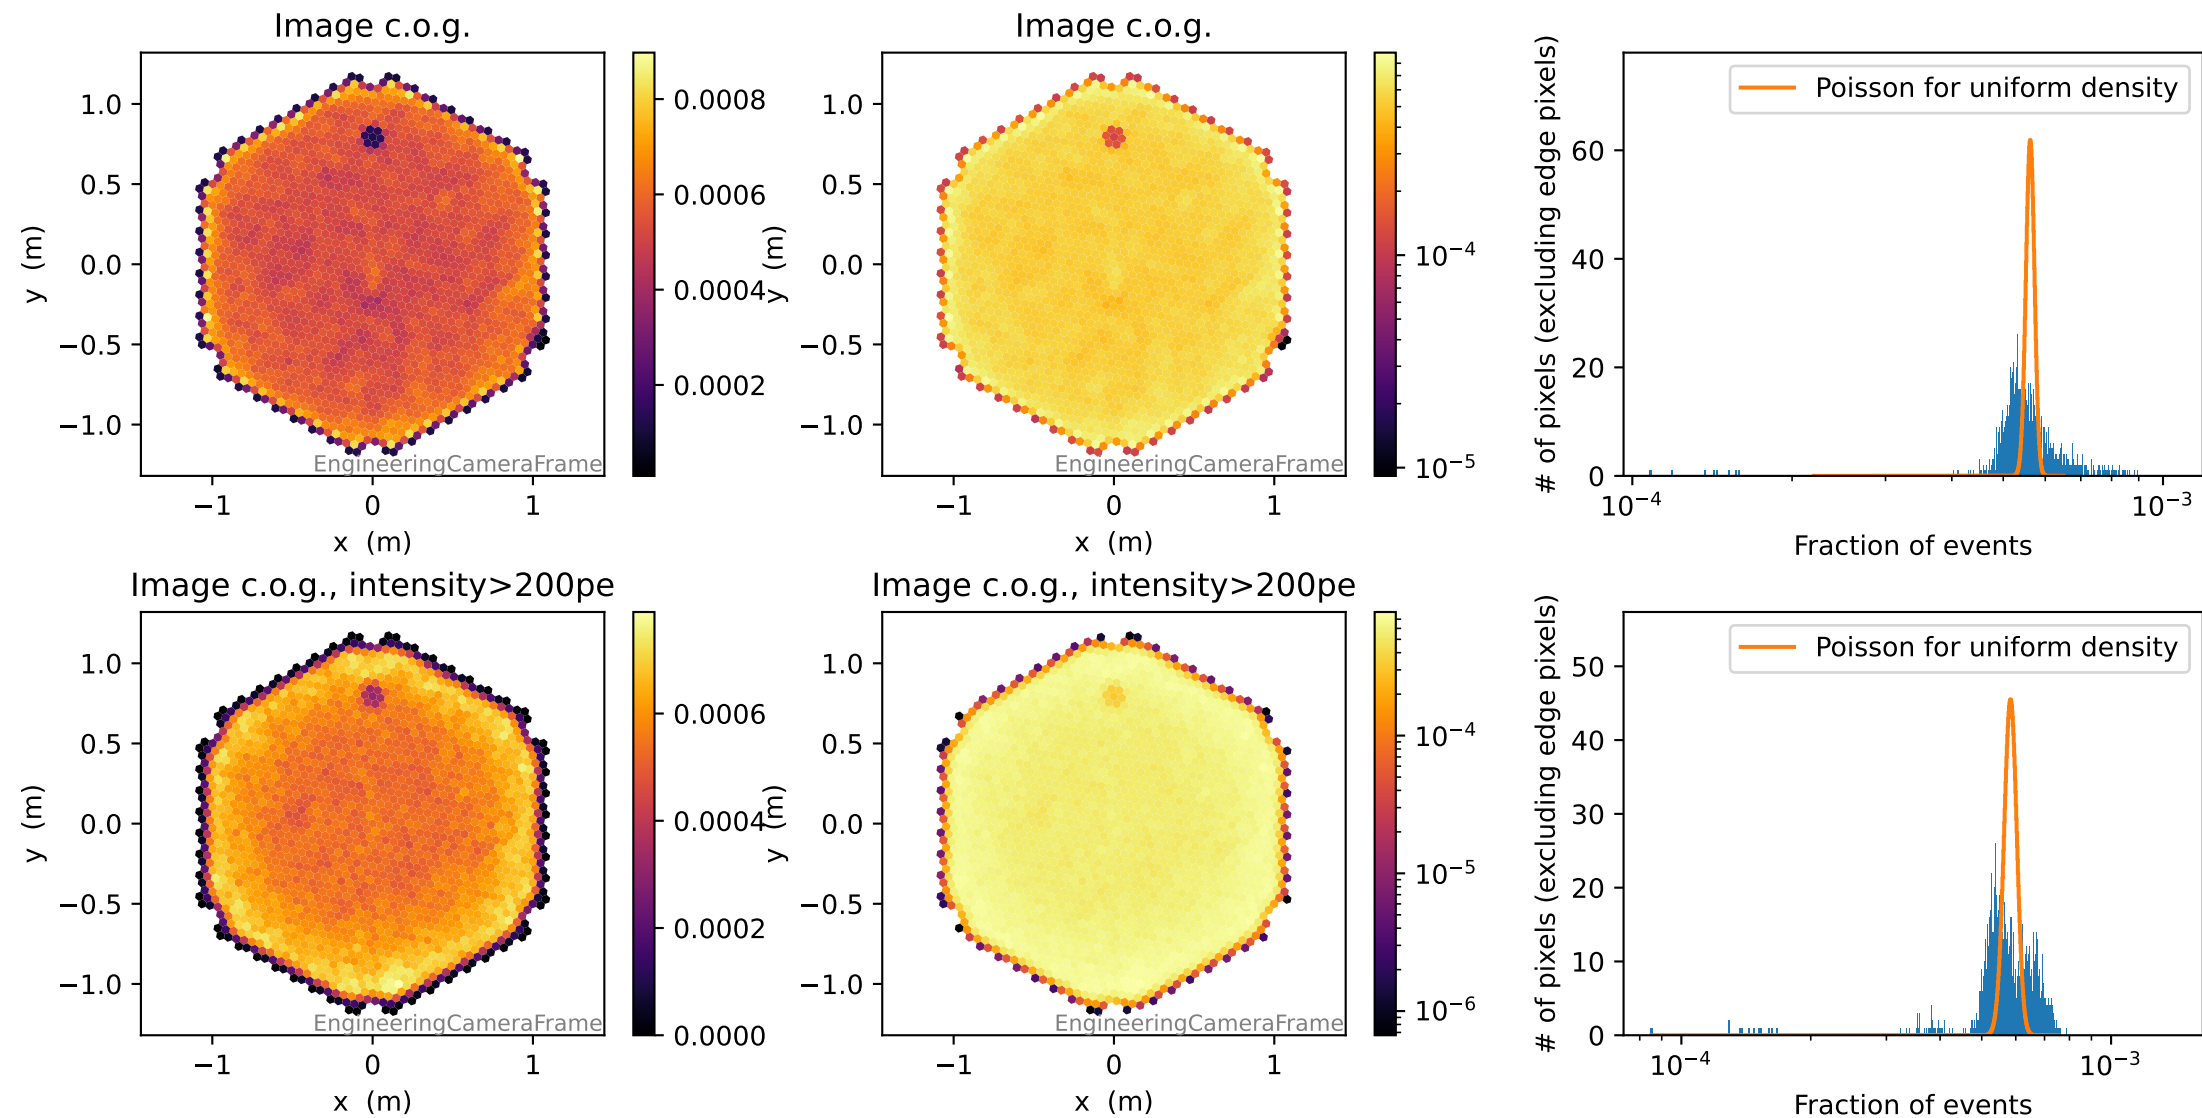 Image c.o.g.
1.0
0.5
0.0
−0.5
−1.0
y (m)
−1
0
1
x (m)
EngineeringCameraFrame
0.0008
0.0006
0.0004
0.0002
Image c.o.g.
1.0
0.5
0.0
−0.5
−1.0
y (m)
−1
0
1
x (m)
EngineeringCameraFrame
10−4
10−5
# of pixels (excluding edge pixels)
60
40
20
0
Poisson for uniform density
10−4
10−3
Fraction of events
Image c.o.g., intensity>200pe
1.0
0.5
0.0
−0.5
−1.0
y (m)
−1
0
1
x (m)
EngineeringCameraFrame
0.0006
0.0004
0.0002
0.0000
Image c.o.g., intensity>200pe
1.0
0.5
0.0
−0.5
−1.0
y (m)
−1
0
1
x (m)
EngineeringCameraFrame
10−4
10−5
10−6
# of pixels (excluding edge pixels)
50
40
30
20
10
0
Poisson for uniform density
10−4
10−3
Fraction of events